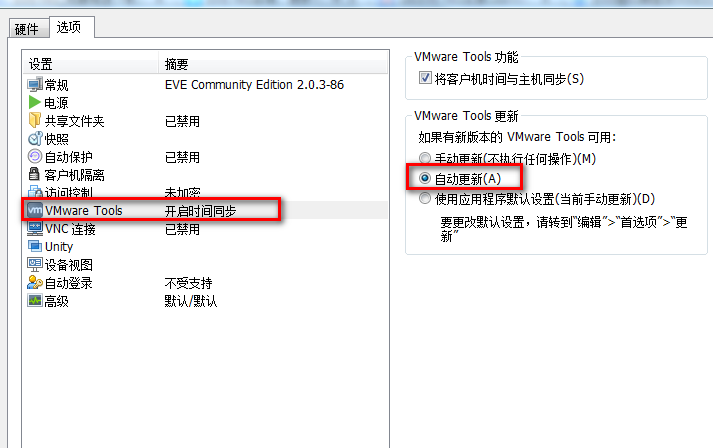 硬件 选项
设置 摘要
常规 EVE Community Edition 2.0.3-86
电源
共享文件夹 已禁用
快照
自动保护 已禁用
客户机隔离
访问控制 未加密
VMware Tools 开启时间同步
VNC 连接 已禁用
Unity
设备视图
自动登录 不受支持
高级 默认/默认
VMware Tools 功能
将客户机时间与主机同步(S)
VMware Tools 更新
如果有新版本的 VMware Tools 可用:
手动更新(不执行任何操作)(M)
自动更新(A)
使用应用程序默认设置(当前手动更新)(D)
要更改默认设置，请转到“编辑”>“首选项”>“更
新”